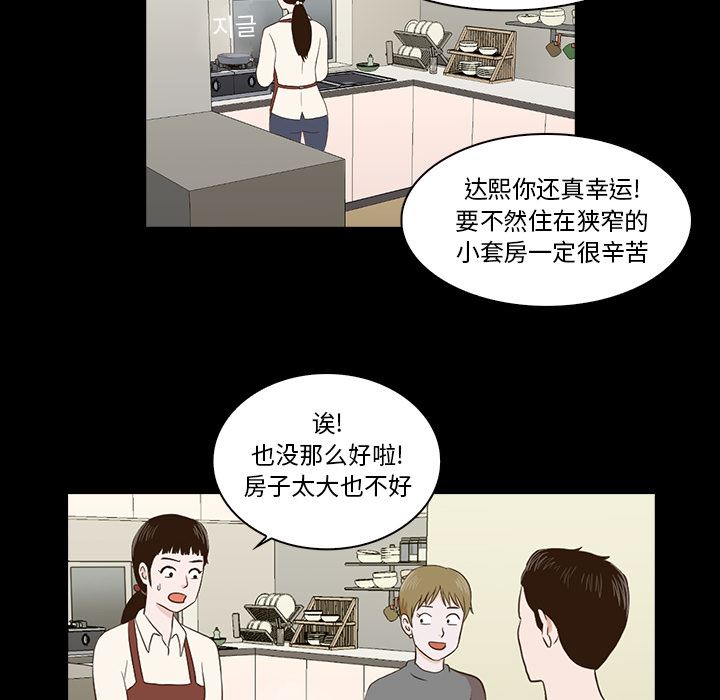 지글
达熙你还真幸运!
要不然住在狭窄的
小套房一定很辛苦
诶!
也没那么好啦!
房子太大也不好